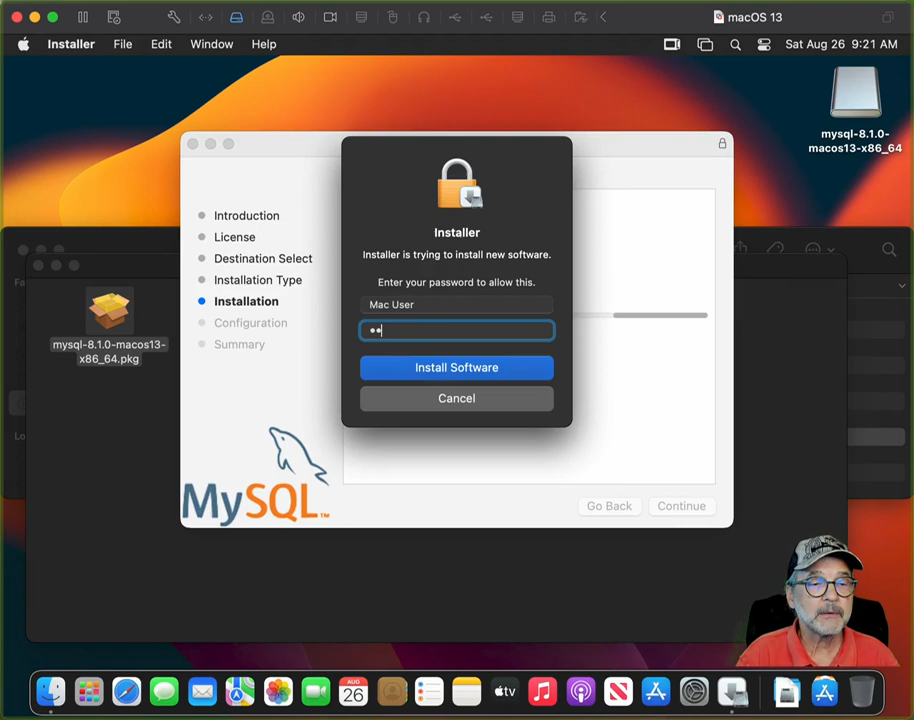 macOS 13
Installer File Edit Window Help
Sat Aug 26 9:21 AM
mysql-8.1.0-
macos13-x86_64
Installer
Installer is trying to install new software.
Enter your password to allow this.
Mac User
••
Install Software
Cancel
Introduction
License
Destination Select
Installation Type
Installation
Configuration
Summary
MySQL™
Go Back
Continue
Fa
Lo
mysql-8.1.0-macos13-
x86_64.pkg
AUG
26
tv